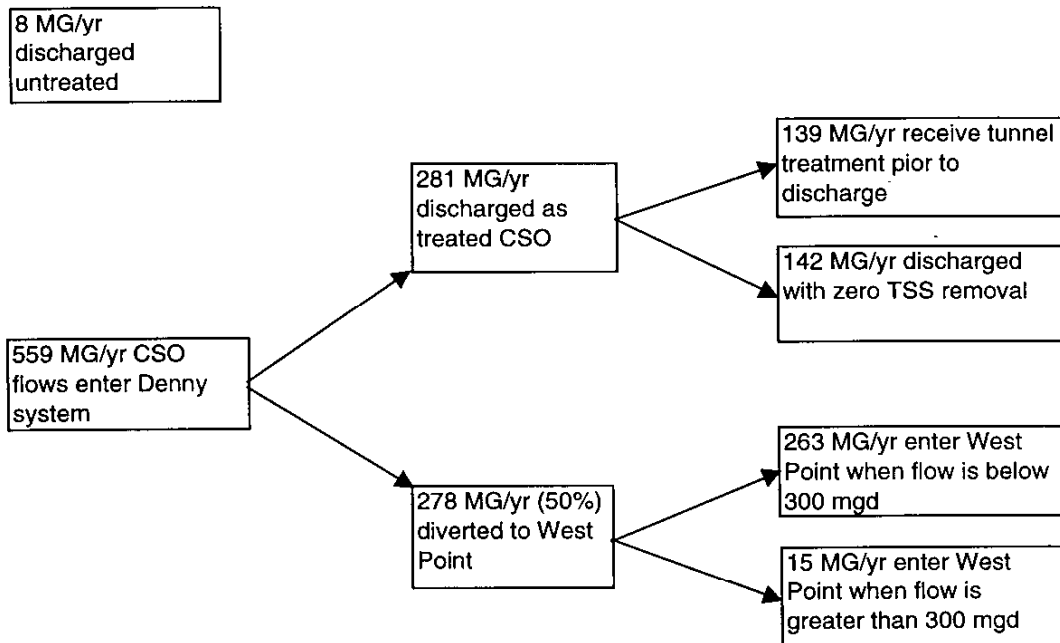 8 MG/yr
discharged
untreated
139 MG/yr receive tunnel
treatment pior to
discharge
281 MG/yr
discharged as
treated CSO
142 MG/yr discharged
with zero TSS removal
559 MG/yr CSO
flows enter Denny
system
263 MG/yr enter West
Point when flow is below
300 mgd
278 MG/yr (50%)
diverted to West
Point
15 MG/yr enter West
Point when flow is
greater than 300 mgd